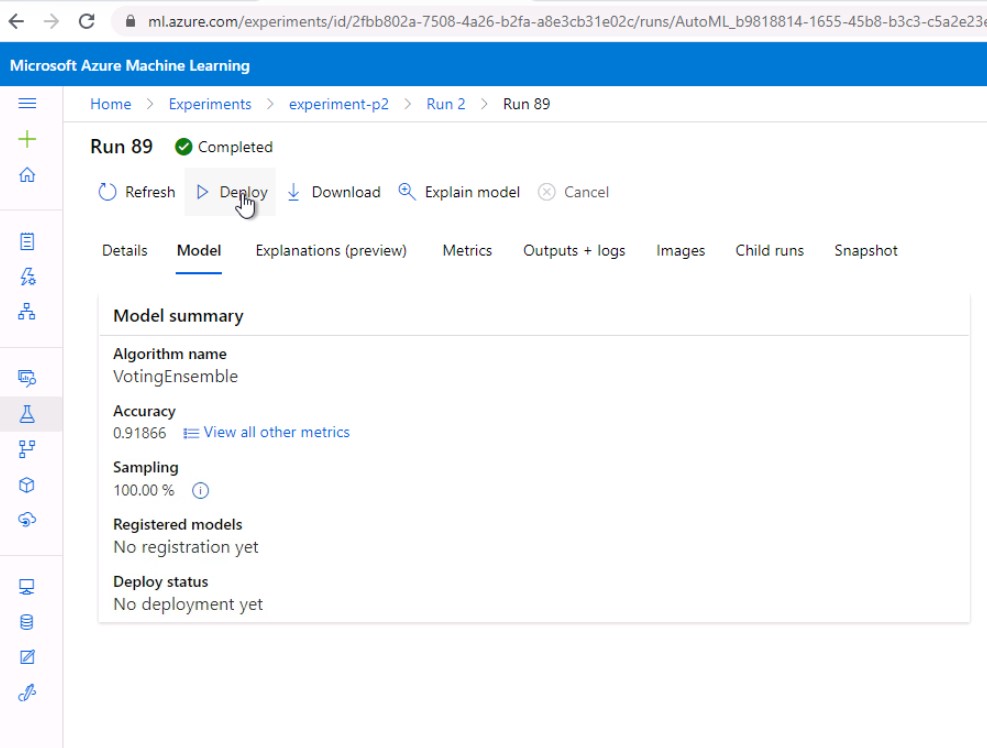 ml.azure.com/experiments/id/2fbb802a-7508-4a26-b2fa-a8e3cb31e02c/runs/AutoML_b9818814-1655-45b8-b3c3-c5a2e23e
Microsoft Azure Machine Learning
Home > Experiments > experiment-p2 > Run 2 > Run 89
Run 89 Completed
Refresh Deploy Download Explain model Cancel
Details Model Explanations (preview) Metrics Outputs + logs Images Child runs Snapshot
Model summary
Algorithm name
VotingEnsemble
Accuracy
0.91866 View all other metrics
Sampling
100.00 %
Registered models
No registration yet
Deploy status
No deployment yet